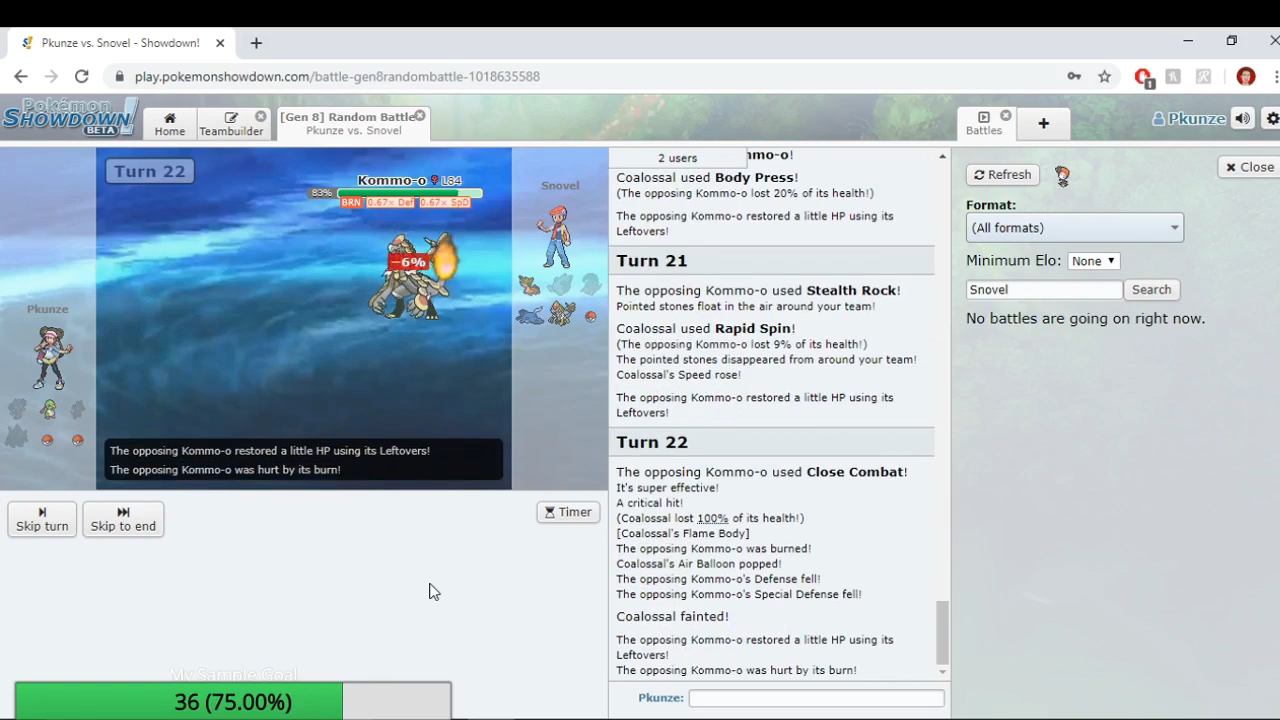 Pkunze vs. Snovel - Showdown!
play.pokemonshowdown.com/battle-gen8randombattle-1018635588
1
Pokémon
Showdown!
BETA
Home
Teambuilder
[Gen 8] Random Battle
Pkunze vs. Snovel
Battles
+
Pkunze
Turn 22
Kommo-o L84
83%
BRN 0.67× Def 0.67× SpD
-6%
Snovel
Pkunze
The opposing Kommo-o restored a little HP using its Leftovers!
The opposing Kommo-o was hurt by its burn!
Skip turn
Skip to end
Timer
2 users
mmo-o!
Coalossal used Body Press!
(The opposing Kommo-o lost 20% of its health!)
The opposing Kommo-o restored a little HP using its
Leftovers!
Turn 21
The opposing Kommo-o used Stealth Rock!
Pointed stones float in the air around your team!
Coalossal used Rapid Spin!
(The opposing Kommo-o lost 9% of its health!)
The pointed stones disappeared from around your team!
Coalossal's Speed rose!
The opposing Kommo-o restored a little HP using its
Leftovers!
Turn 22
The opposing Kommo-o used Close Combat!
It's super effective!
A critical hit!
(Coalossal lost 100% of its health!)
[Coalossal's Flame Body]
The opposing Kommo-o was burned!
Coalossal's Air Balloon popped!
The opposing Kommo-o's Defense fell!
The opposing Kommo-o's Special Defense fell!
Coalossal fainted!
The opposing Kommo-o restored a little HP using its
Leftovers!
The opposing Kommo-o was hurt by its burn!
Pkunze:
Refresh
Close
Format:
(All formats)
Minimum Elo: None
Snovel
Search
No battles are going on right now.
My Sample Goal
36 (75.00%)